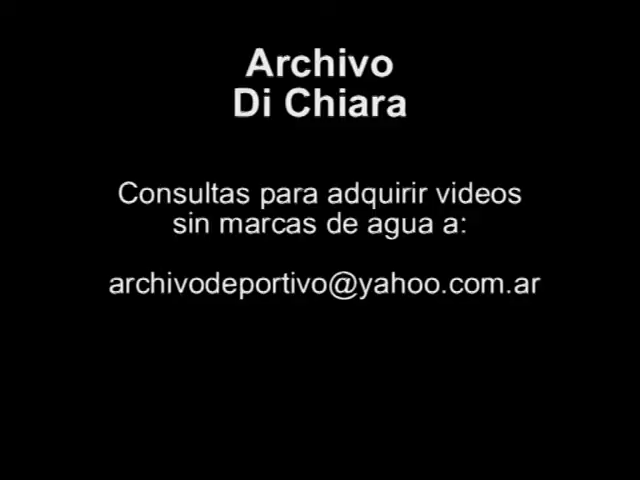 Archivo
Di Chiara
Consultas para adquirir videos
sin marcas de agua a:
archivodeportivo@yahoo.com.ar